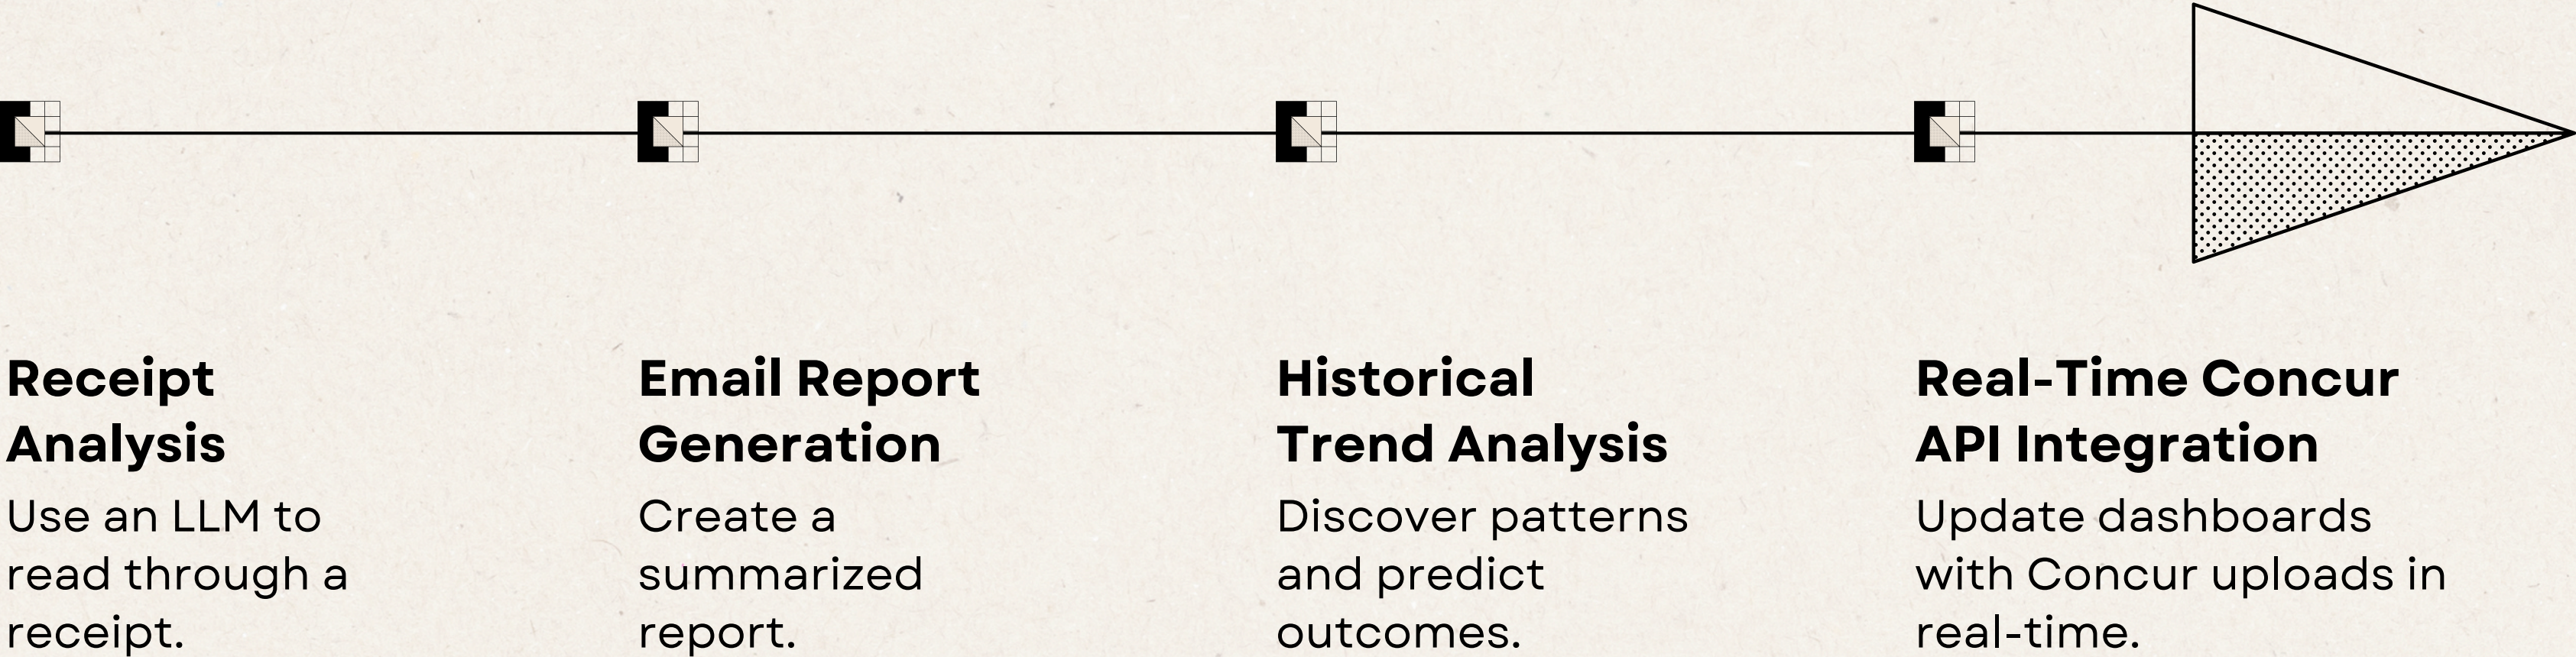 Receipt
Analysis
Use an LLM to
read through a
receipt.
Email Report
Generation
Create a
summarized
report.
Historical
Trend Analysis
Discover patterns
and predict
outcomes.
Real-Time Concur
API Integration
Update dashboards
with Concur uploads in
real-time.